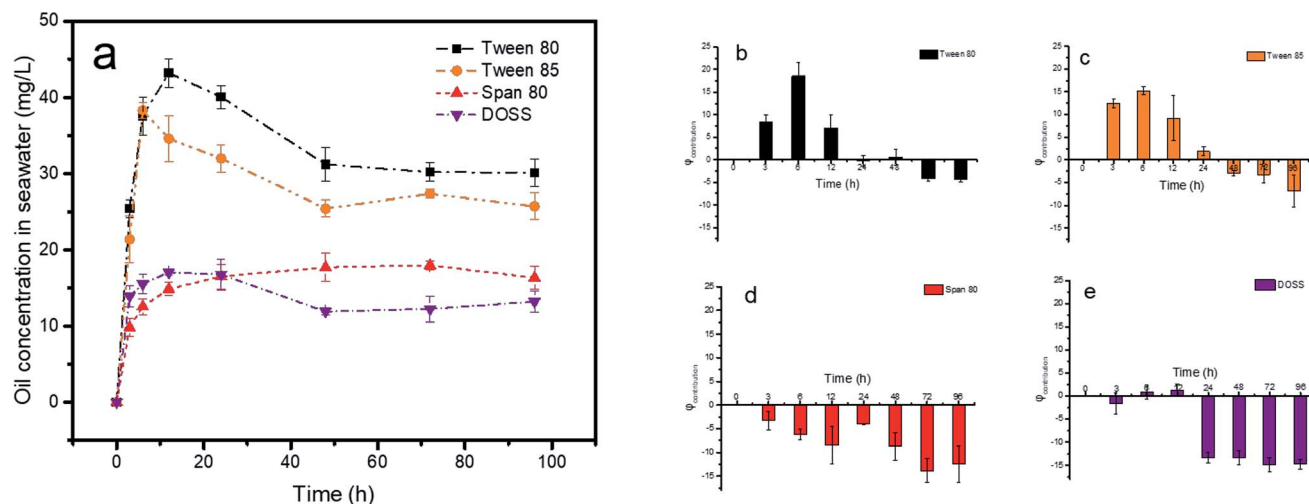 a
Tween 80
Tween 85
Span 80
DOSS
Oil concentration in seawater (mg/L)
50
40
30
20
10
0
0 20 40 60 80 100
Time (h)
b
Tween 80
φcontribution
25
20
15
10
5
0
-5
-10
-15
0 3 6 12 24 48
Time (h)
c
Tween 85
φcontribution
25
20
15
10
5
0
-5
-10
-15
0 3 6 12 24 48 72 96
Time (h)
d
Span 80
φcontribution
25
20
15
10
5
0
-5
-10
-15
Time (h)
0 3 6 12 24 48 72 96
e
DOSS
φcontribution
25
20
15
10
5
0
-5
-10
-15
Time (h)
0 3 6 12 24 48 72 96